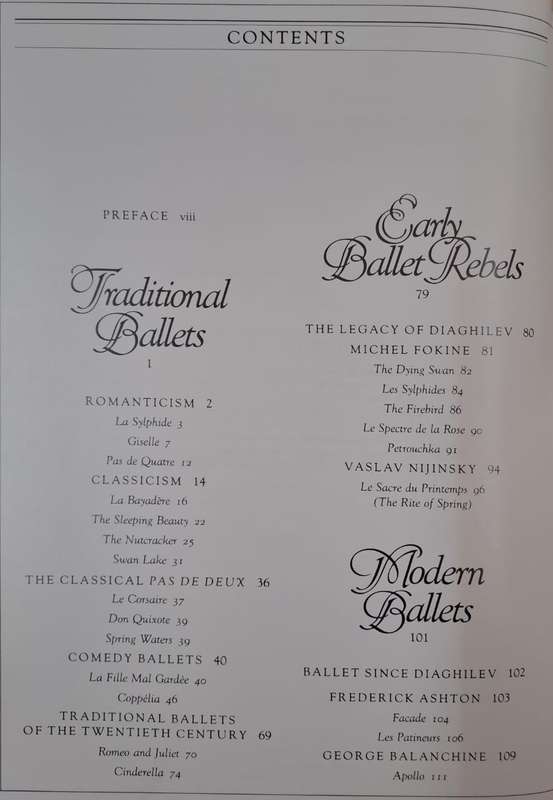 CONTENTS
PREFACE viii
Traditional
Ballets
1
ROMANTICISM 2
La Sylphide 3
Giselle 7
Pas de Quatre 12
CLASSICISM 14
La Bayadère 16
The Sleeping Beauty 22
The Nutcracker 25
Swan Lake 31
THE CLASSICAL PAS DE DEUX 36
Le Corsaire 37
Don Quixote 39
Spring Waters 39
COMEDY BALLETS 40
La Fille Mal Gardée 40
Coppélia 46
TRADITIONAL BALLETS
OF THE TWENTIETH CENTURY 69
Romeo and Juliet 70
Cinderella 74
Early
Ballet Rebels
79
THE LEGACY OF DIAGHILEV 80
MICHEL FOKINE 81
The Dying Swan 82
Les Sylphides 84
The Firebird 86
Le Spectre de la Rose 90
Petrouchka 91
VASLAV NIJINSKY 94
Le Sacre du Printemps 96
(The Rite of Spring)
Modern
Ballets
101
BALLET SINCE DIAGHILEV 102
FREDERICK ASHTON 103
Facade 104
Les Patineurs 106
GEORGE BALANCHINE 109
Apollo 111